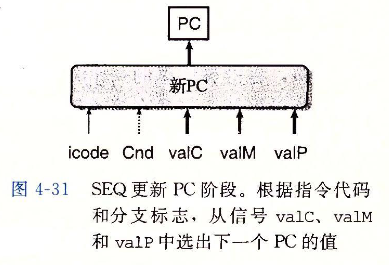 PC
新PC
icode Cnd valC valM valP
图 4-31 SEQ 更新 PC 阶段。根据指令代码
和分支标志，从信号 valC、valM
和 valP 中选出下一个 PC 的值